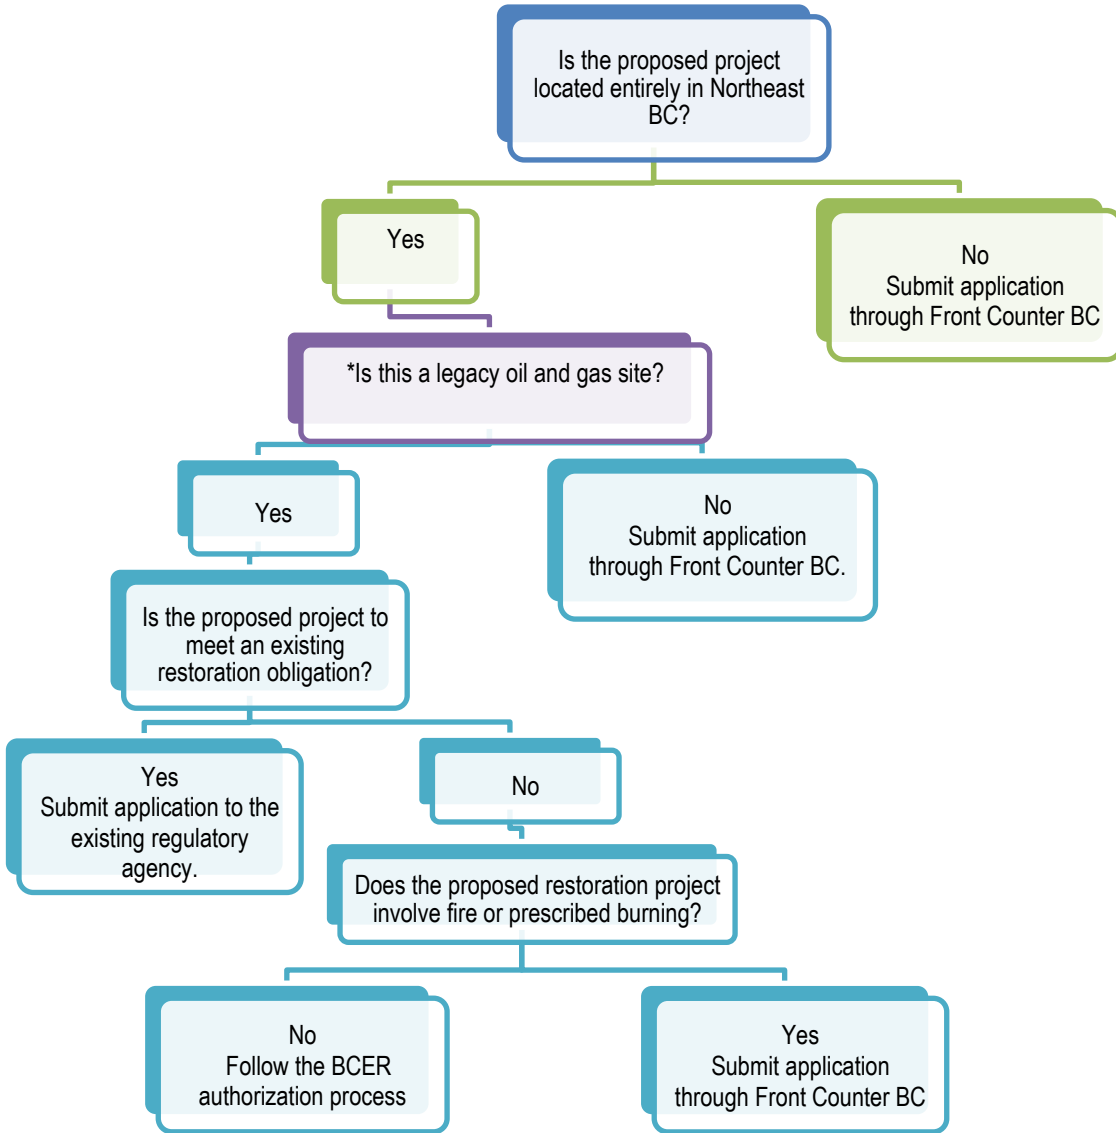 Is the proposed project
located entirely in Northeast
BC?
Yes
No
Submit application
through Front Counter BC
*Is this a legacy oil and gas site?
Yes
No
Submit application
through Front Counter BC.
Is the proposed project to
meet an existing
restoration obligation?
Yes
Submit application to the
existing regulatory
agency.
No
Does the proposed restoration project
involve fire or prescribed burning?
No
Follow the BCER
authorization process
Yes
Submit application
through Front Counter BC